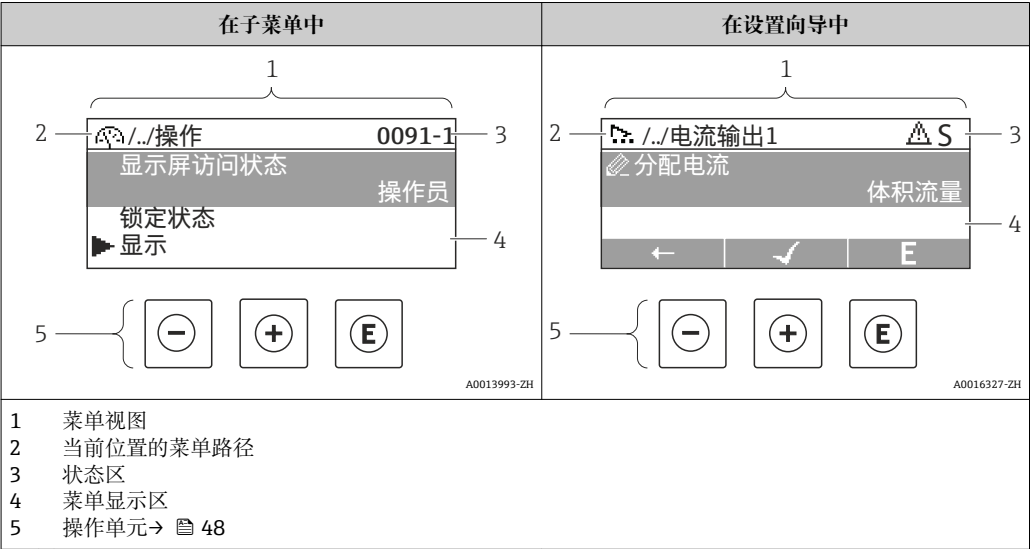 在子菜单中
在设置向导中
1
2
/../操作 0091-1
3
显示屏访问状态
操作员
锁定状态
显示
4
5
- + E
A0013993-ZH
1
2
/../电流输出1 S
3
分配电流
体积流量
4
← ✓ E
5
- + E
A0016327-ZH
1 菜单视图
2 当前位置的菜单路径
3 状态区
4 菜单显示区
5 操作单元→ 48